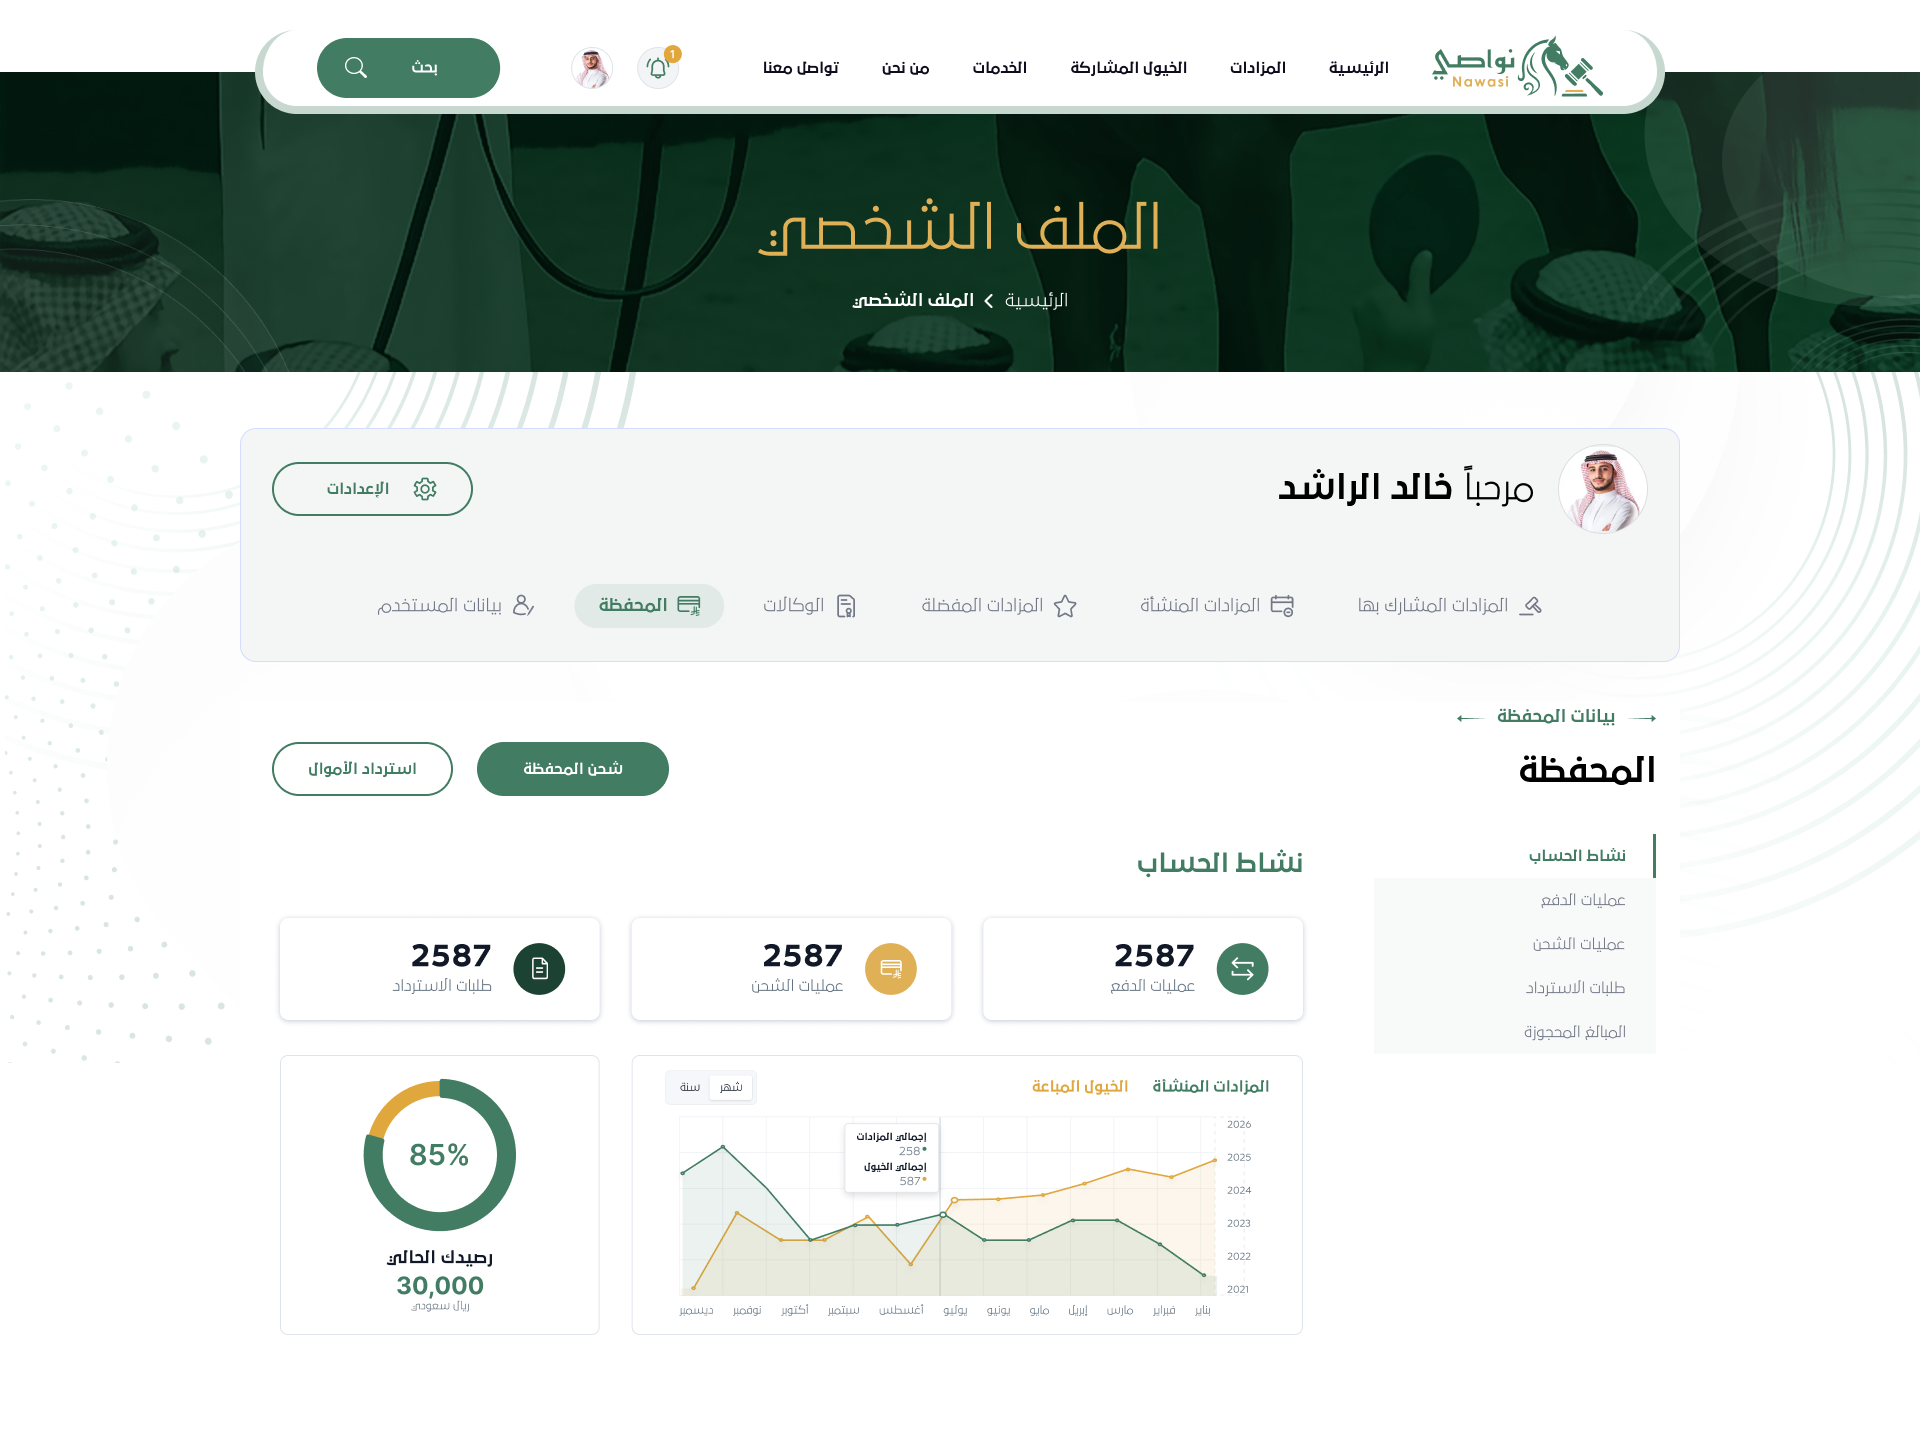 نواصي
Nawasi
الرئيسية
المزادات
الخيول المشاركة
الخدمات
من نحن
تواصل معنا
1
بحث
الملف الشخصي
الرئيسية
الملف الشخصي
مرحباً خالد الراشد
الإعدادات
المزادات المشارك بها
المزادات المنشأة
المزادات المفضلة
الوكالات
المحفظة
بيانات المستخدم
بيانات المحفظة
المحفظة
شحن المحفظة
استرداد الأموال
نشاط الحساب
عمليات الدفع
عمليات الشحن
طلبات الاسترداد
المبالغ المحجوزة
نشاط الحساب
2587
عمليات الدفع
2587
عمليات الشحن
2587
طلبات الاسترداد
المزادات المنشأة
الخيول المباعة
شهر
سنة
2026
2025
2024
2023
2022
2021
إجمالي المزادات
258
إجمالي الخيول
587
يناير
فبراير
مارس
إبريل
مايو
يونيو
يوليو
أغسطس
سبتمبر
أكتوبر
نوفمبر
ديسمبر
85%
رصيدك الحالي
30,000
ريال سعودي